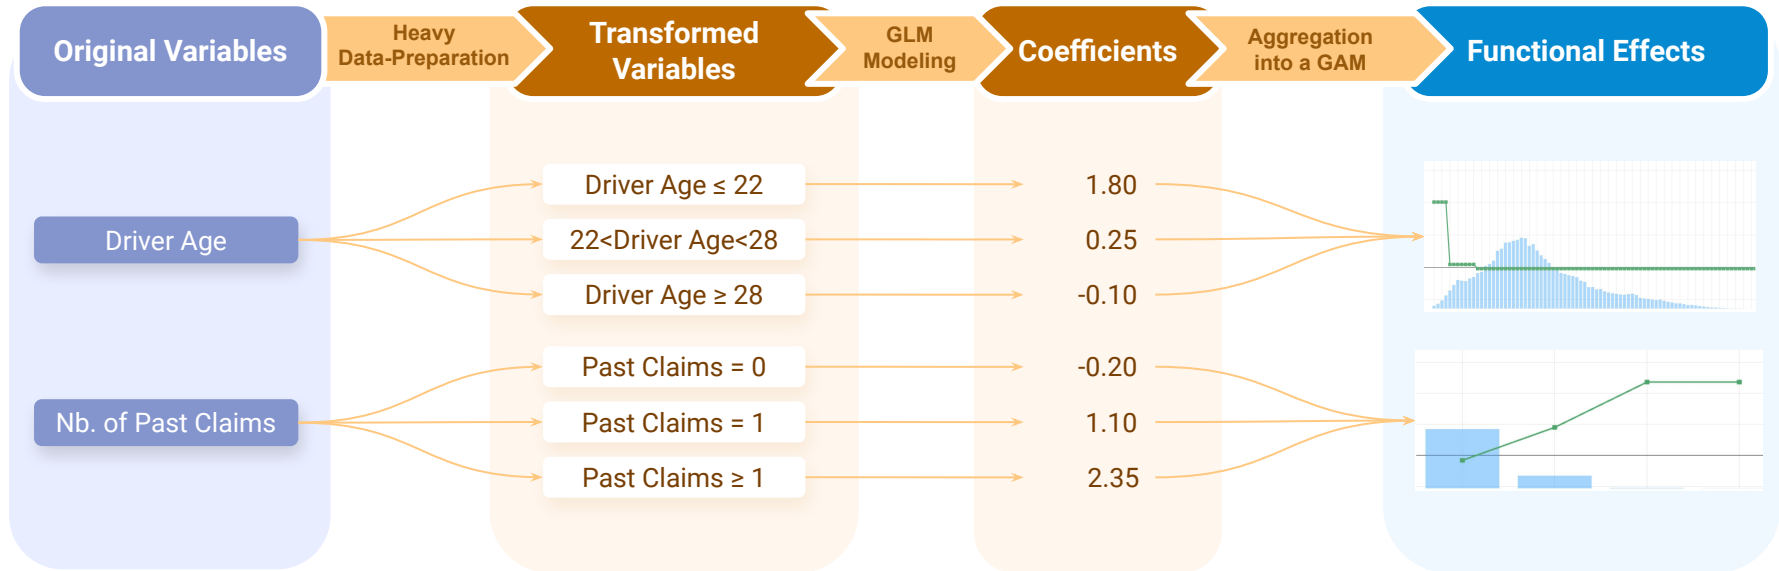 Original Variables
Heavy
Data-Preparation
Transformed
Variables
GLM
Modeling
Coefficients
Aggregation
into a GAM
Functional Effects
Driver Age
Driver Age ≤ 22
1.80
22<Driver Age<28
0.25
Driver Age ≥ 28
-0.10
Nb. of Past Claims
Past Claims = 0
-0.20
Past Claims = 1
1.10
Past Claims ≥ 1
2.35